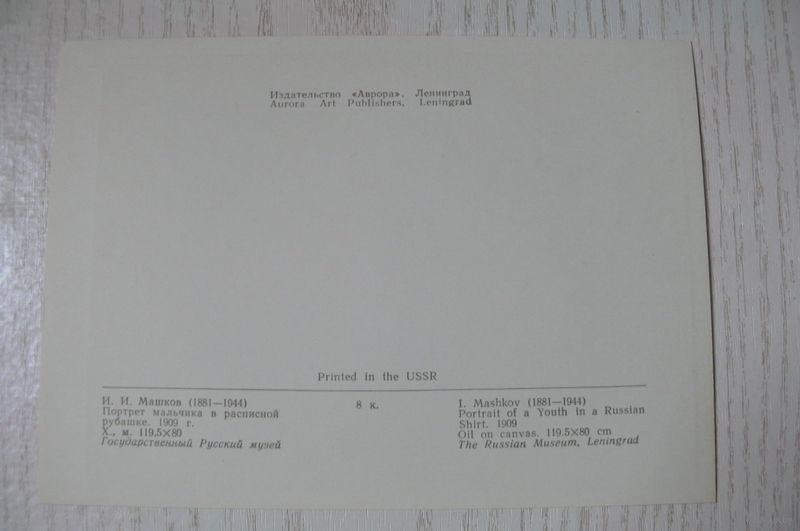 Издательство «Аврора», Ленинград
Aurora Art Publishers, Leningrad
Printed in the USSR
И. И. Машков (1881—1944)
Портрет мальчика в расписной
рубашке. 1909 г.
Х., м. 119,5×80
Государственный Русский музей
8 к.
I. Mashkov (1881—1944)
Portrait of a Youth in a Russian
Shirt. 1909
Oil on canvas. 119.5×80 cm
The Russian Museum, Leningrad